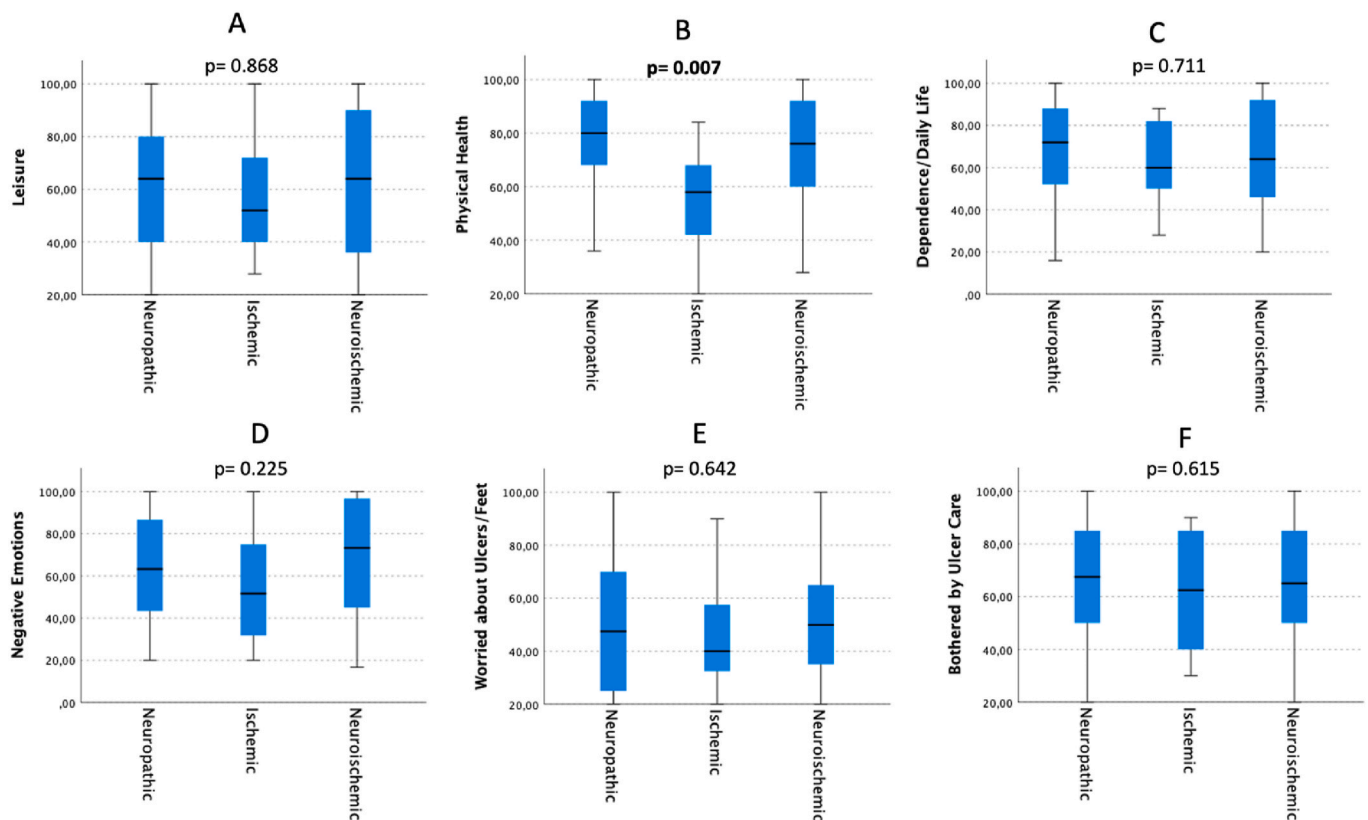 A
p= 0.868
Leisure
100,00
80,00
60,00
40,00
20,00
Neuropathic
Ischemic
Neuroischemic
B
p= 0.007
Physical Health
100,00
80,00
60,00
40,00
20,00
Neuropathic
Ischemic
Neuroischemic
C
p= 0.711
Dependence/Daily Life
100,00
80,00
60,00
40,00
20,00
,00
Neuropathic
Ischemic
Neuroischemic
D
p= 0.225
Negative Emotions
100,00
80,00
60,00
40,00
20,00
,00
Neuropathic
Ischemic
Neuroischemic
E
p= 0.642
Worried about Ulcers/Feet
100,00
80,00
60,00
40,00
20,00
Neuropathic
Ischemic
Neuroischemic
F
p= 0.615
Bothered by Ulcer Care
100,00
80,00
60,00
40,00
20,00
Neuropathic
Ischemic
Neuroischemic